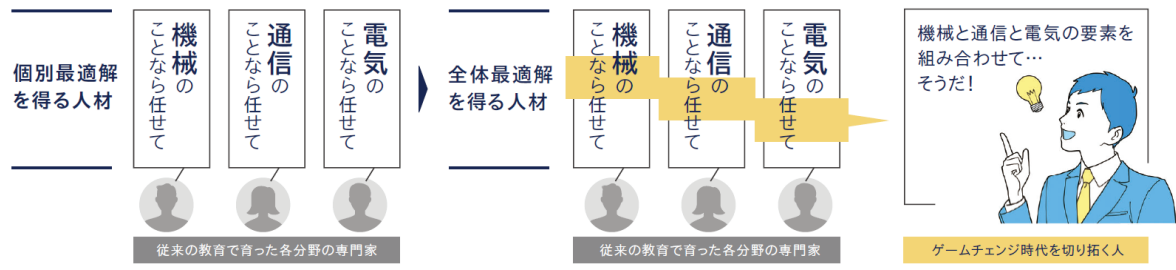 個別最適解
を得る人材
機械の
ことなら任せて
通信の
ことなら任せて
電気の
ことなら任せて
従来の教育で育った各分野の専門家
全体最適解
を得る人材
機械の
ことなら任せて
通信の
ことなら任せて
電気の
ことなら任せて
従来の教育で育った各分野の専門家
機械と通信と電気の要素を
組み合わせて…
そうだ!
ゲームチェンジ時代を切り拓く人